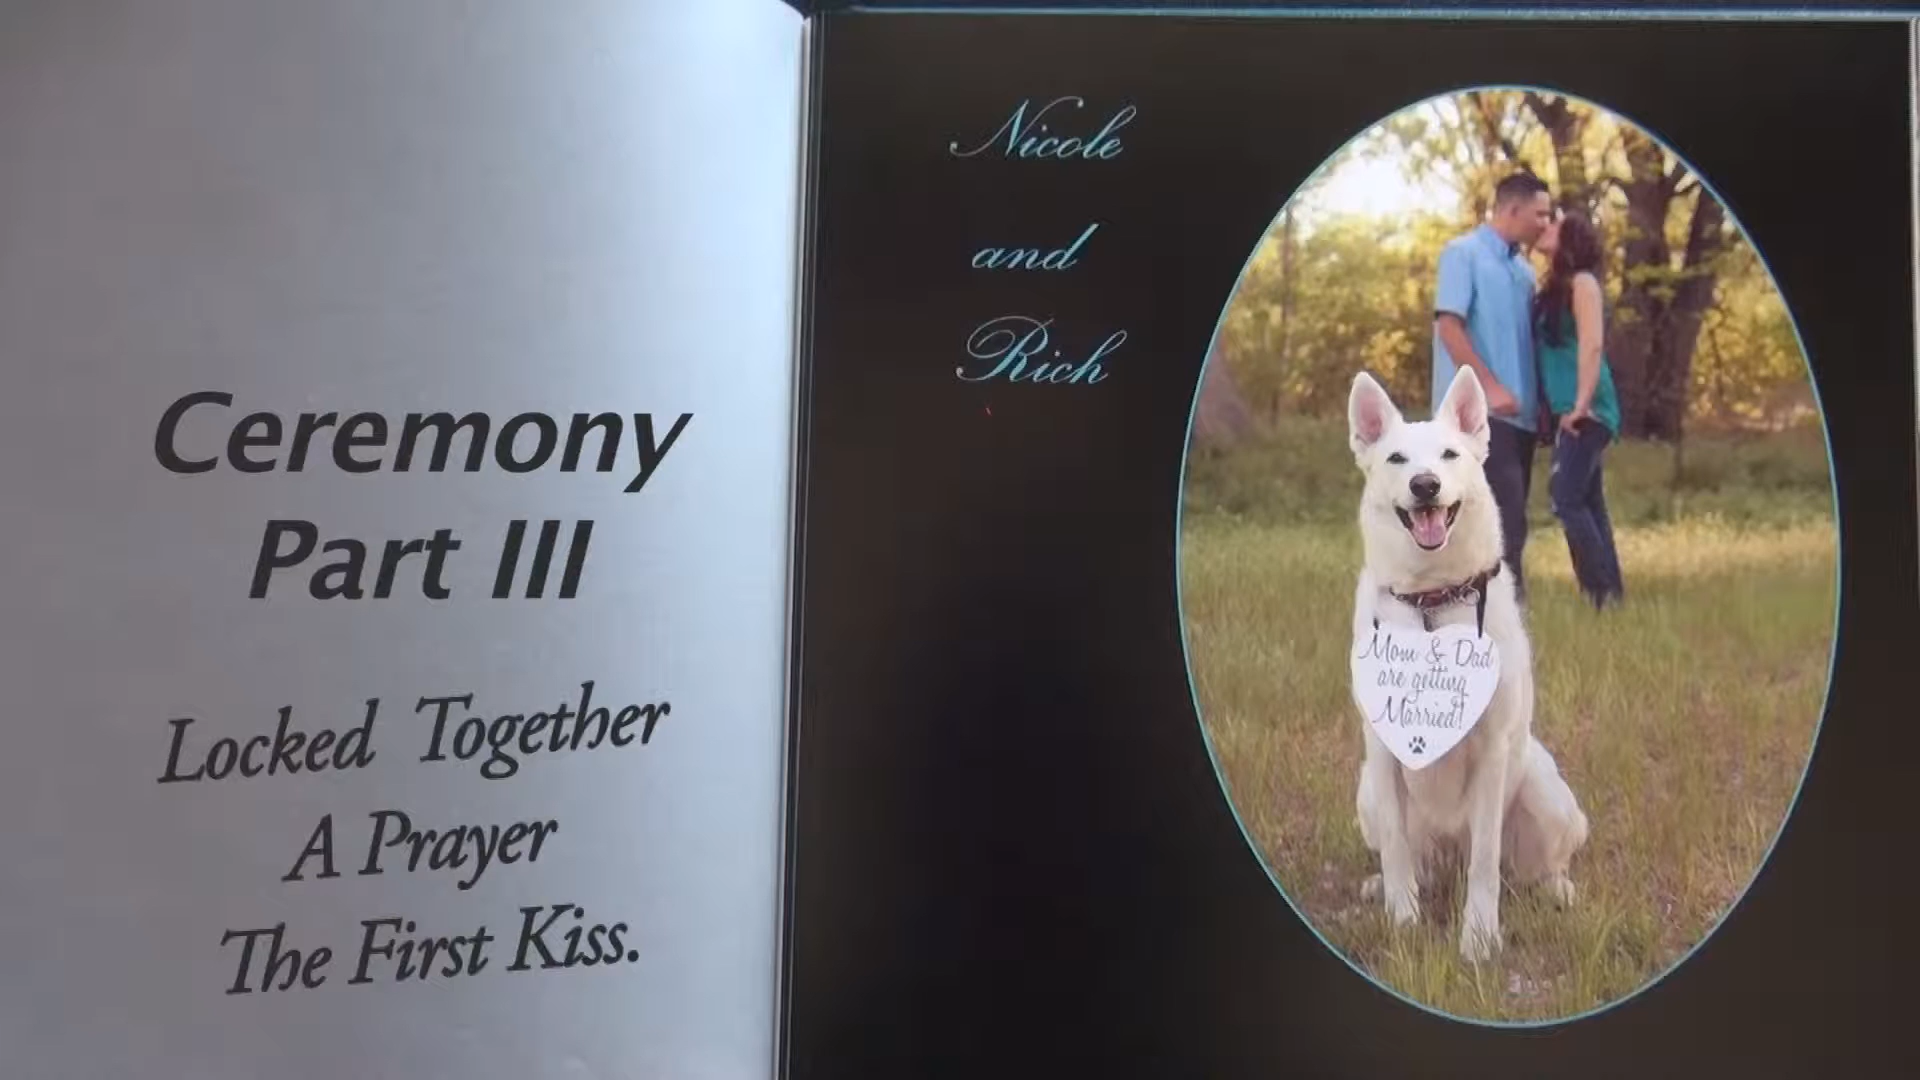 Ceremony
Part III
Locked Together
A Prayer
The First Kiss.
Nicole
and
Rich
Mom & Dad
are getting
Married!